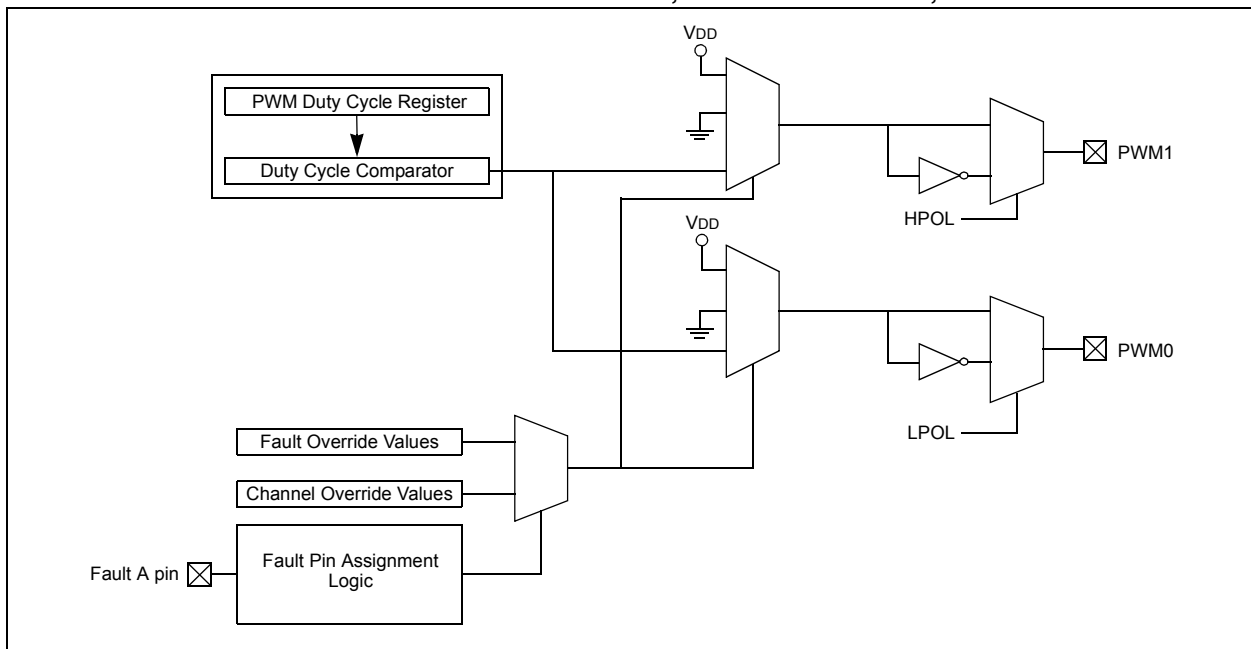 VDD
PWM Duty Cycle Register
Duty Cycle Comparator
PWM1
HPOL
VDD
PWM0
LPOL
Fault Override Values
Channel Override Values
Fault Pin Assignment
Logic
Fault A pin